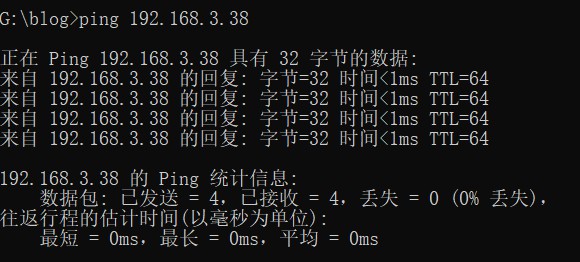 G:\blog>ping 192.168.3.38
正在 Ping 192.168.3.38 具有 32 字节的数据:
来自 192.168.3.38 的回复: 字节=32 时间<1ms TTL=64
来自 192.168.3.38 的回复: 字节=32 时间<1ms TTL=64
来自 192.168.3.38 的回复: 字节=32 时间<1ms TTL=64
来自 192.168.3.38 的回复: 字节=32 时间<1ms TTL=64
192.168.3.38 的 Ping 统计信息:
数据包: 已发送 = 4，已接收 = 4，丢失 = 0 (0% 丢失)，
往返行程的估计时间(以毫秒为单位):
最短 = 0ms，最长 = 0ms，平均 = 0ms